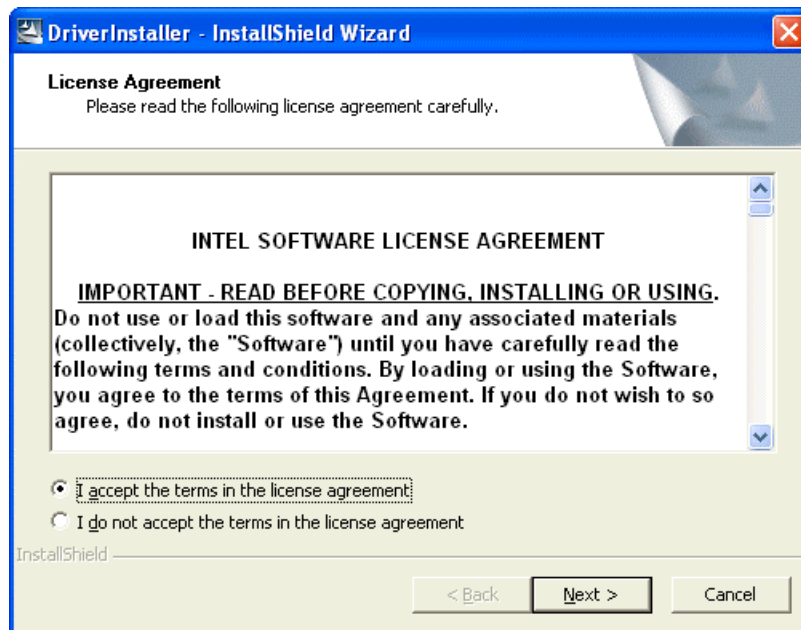 DriverInstaller - InstallShield Wizard
License Agreement
Please read the following license agreement carefully.
INTEL SOFTWARE LICENSE AGREEMENT
IMPORTANT - READ BEFORE COPYING, INSTALLING OR USING.
Do not use or load this software and any associated materials
(collectively, the "Software") until you have carefully read the
following terms and conditions. By loading or using the Software,
you agree to the terms of this Agreement. If you do not wish to so
agree, do not install or use the Software.
I accept the terms in the license agreement
I do not accept the terms in the license agreement
InstallShield
< Back
Next >
Cancel